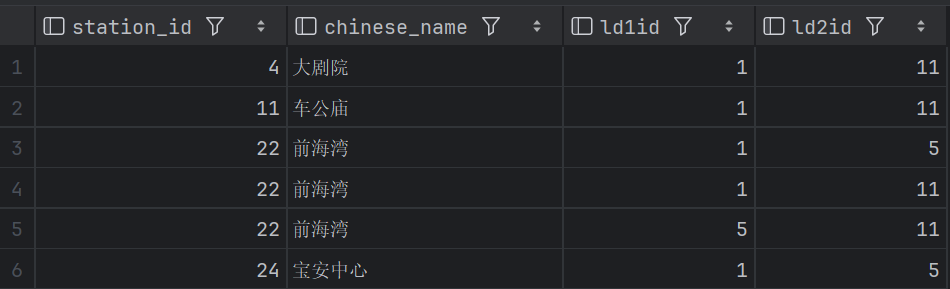 station_id chinese_name ld1id ld2id
1 4 大剧院 1 11
2 11 车公庙 1 11
3 22 前海湾 1 5
4 22 前海湾 1 11
5 22 前海湾 5 11
6 24 宝安中心 1 5